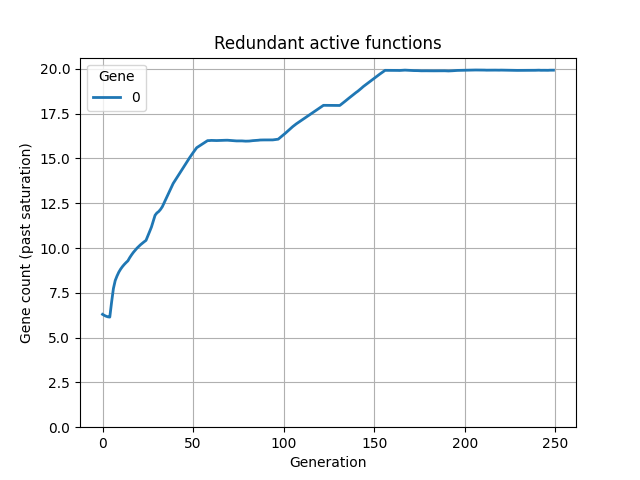 Redundant active functions
Gene
0
Gene count (past saturation)
20.0
17.5
15.0
12.5
10.0
7.5
5.0
2.5
0.0
0 50 100 150 200 250
Generation